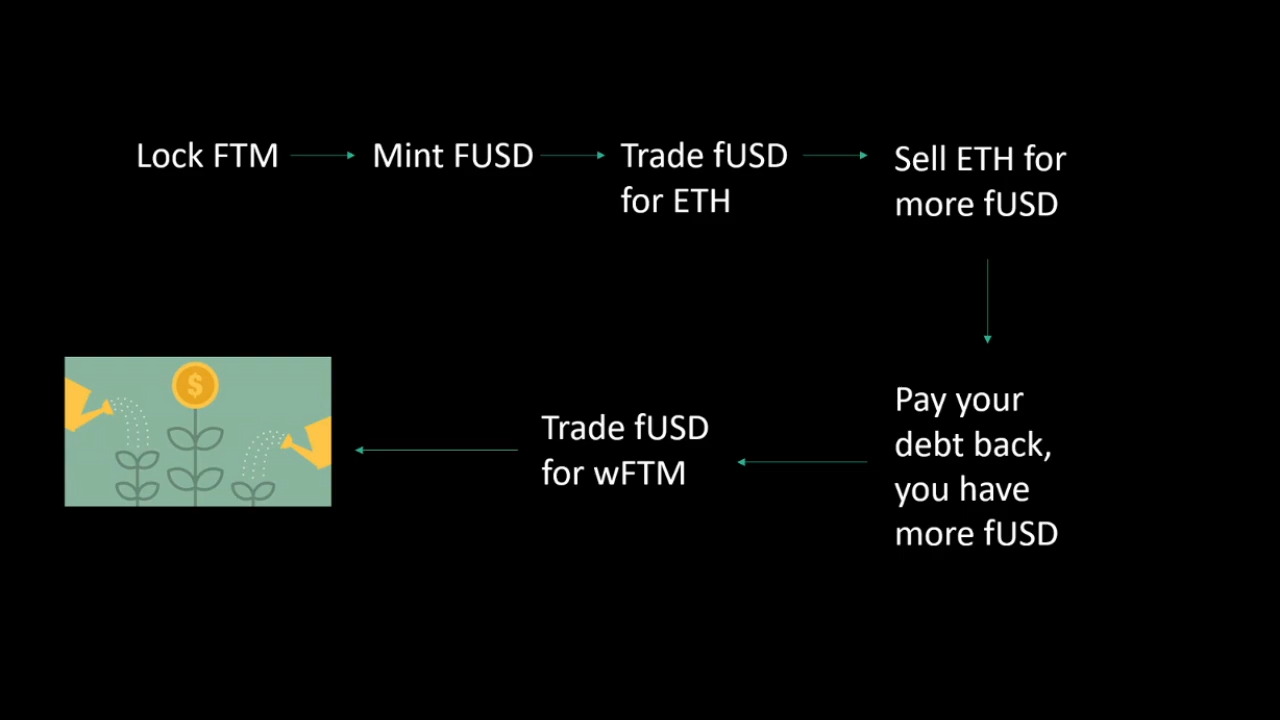 Lock FTM
Mint FUSD
Trade fUSD
for ETH
Sell ETH for
more fUSD
Pay your
debt back,
you have
more fUSD
Trade fUSD
for wFTM
$